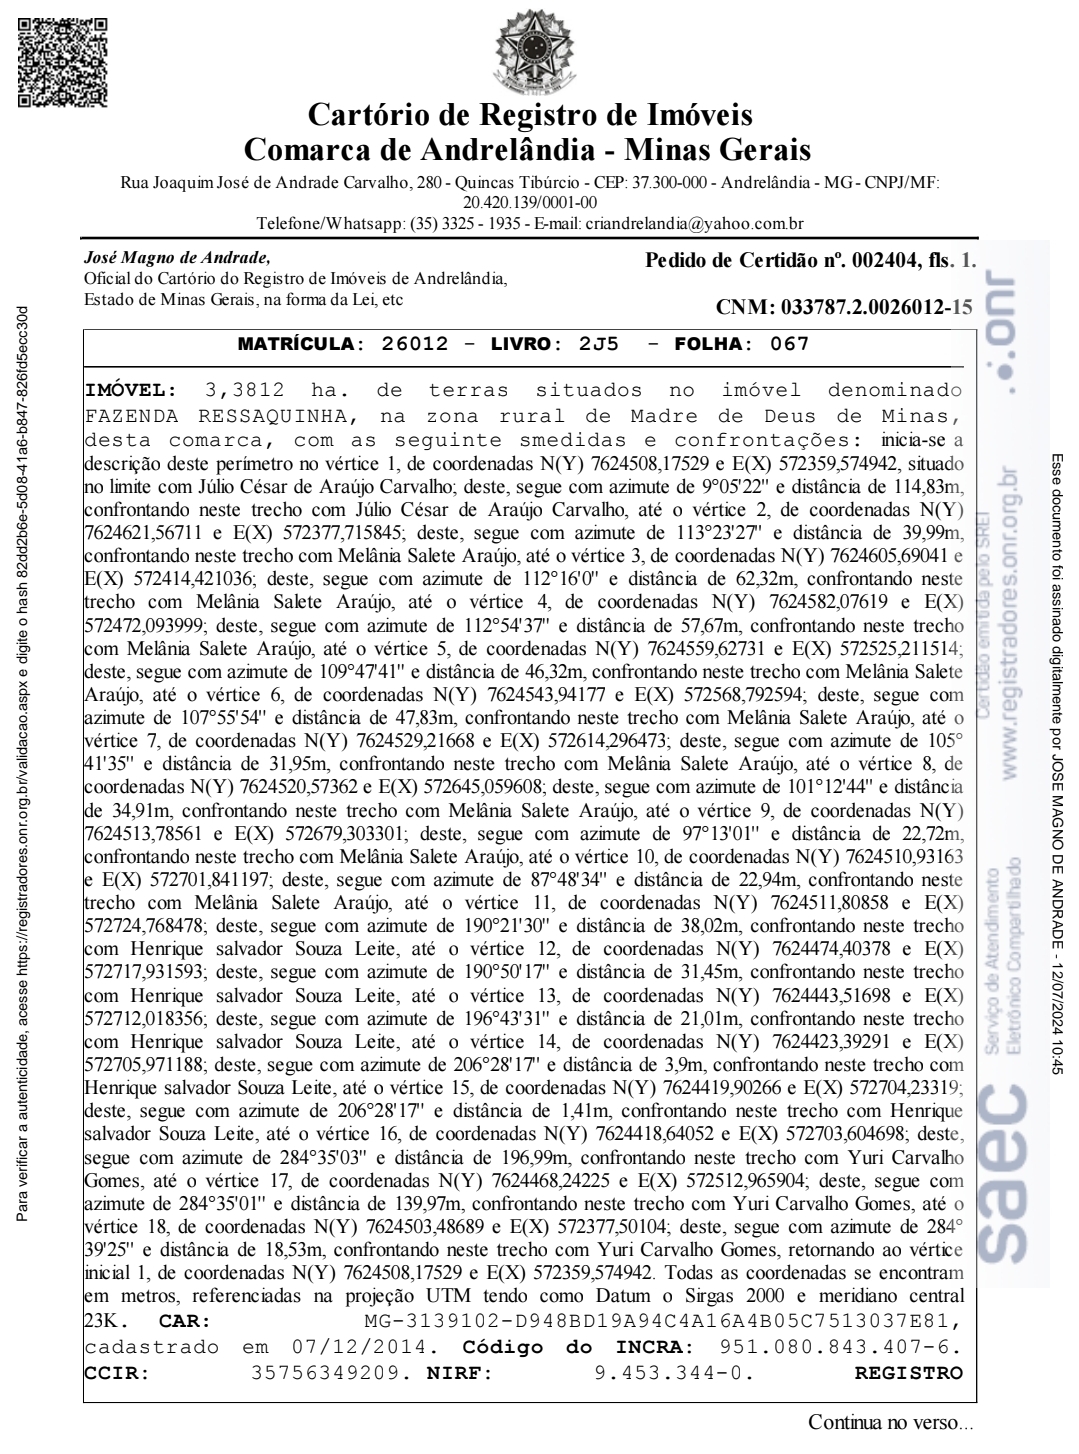 Cartório de Registro de Imóveis
Comarca de Andrelândia - Minas Gerais
Rua Joaquim José de Andrade Carvalho, 280 - Quincas Tibúrcio - CEP: 37.300-000 - Andrelândia - MG - CNPJ/MF:
20.420.139/0001-00
Telefone/Whatsapp: (35) 3325 - 1935 - E-mail: criandrelandia@yahoo.com.br
José Magno de Andrade,
Oficial do Cartório do Registro de Imóveis de Andrelândia,
Estado de Minas Gerais, na forma da Lei, etc
Pedido de Certidão nº. 002404, fls. 1.
CNM: 033787.2.0026012-15
MATRÍCULA: 26012 - LIVRO: 2J5 - FOLHA: 067
IMÓVEL: 3,3812 ha. de terras situados no imóvel denominado
FAZENDA RESSAQUINHA, na zona rural de Madre de Deus de Minas,
desta comarca, com as seguinte smedidas e confrontações: inicia-se a
descrição deste perímetro no vértice 1, de coordenadas N(Y) 7624508,17529 e E(X) 572359,574942, situado
no limite com Júlio César de Araújo Carvalho; deste, segue com azimute de 9°05'22" e distância de 114,83m,
confrontando neste trecho com Júlio César de Araújo Carvalho, até o vértice 2, de coordenadas N(Y)
7624621,56711 e E(X) 572377,715845; deste, segue com azimute de 113°23'27" e distância de 39,99m,
confrontando neste trecho com Melânia Salete Araújo, até o vértice 3, de coordenadas N(Y) 7624605,69041 e
E(X) 572414,421036; deste, segue com azimute de 112°16'0" e distância de 62,32m, confrontando neste
trecho com Melânia Salete Araújo, até o vértice 4, de coordenadas N(Y) 7624582,07619 e E(X)
572472,093999; deste, segue com azimute de 112°54'37" e distância de 57,67m, confrontando neste trecho
com Melânia Salete Araújo, até o vértice 5, de coordenadas N(Y) 7624559,62731 e E(X) 572525,211514;
deste, segue com azimute de 109°47'41" e distância de 46,32m, confrontando neste trecho com Melânia Salete
Araújo, até o vértice 6, de coordenadas N(Y) 7624543,94177 e E(X) 572568,792594; deste, segue com
azimute de 107°55'54" e distância de 47,83m, confrontando neste trecho com Melânia Salete Araújo, até o
vértice 7, de coordenadas N(Y) 7624529,21668 e E(X) 572614,296473; deste, segue com azimute de 105°
41'35" e distância de 31,95m, confrontando neste trecho com Melânia Salete Araújo, até o vértice 8, de
coordenadas N(Y) 7624520,57362 e E(X) 572645,059608; deste, segue com azimute de 101°12'44" e distância
de 34,91m, confrontando neste trecho com Melânia Salete Araújo, até o vértice 9, de coordenadas N(Y)
7624513,78561 e E(X) 572679,303301; deste, segue com azimute de 97°13'01" e distância de 22,72m,
confrontando neste trecho com Melânia Salete Araújo, até o vértice 10, de coordenadas N(Y) 7624510,93163
e E(X) 572701,841197; deste, segue com azimute de 87°48'34" e distância de 22,94m, confrontando neste
trecho com Melânia Salete Araújo, até o vértice 11, de coordenadas N(Y) 7624511,80858 e E(X)
572724,768478; deste, segue com azimute de 190°21'30" e distância de 38,02m, confrontando neste trecho
com Henrique salvador Souza Leite, até o vértice 12, de coordenadas N(Y) 7624474,40378 e E(X)
572717,931593; deste, segue com azimute de 190°50'17" e distância de 31,45m, confrontando neste trecho
com Henrique salvador Souza Leite, até o vértice 13, de coordenadas N(Y) 7624443,51698 e E(X)
572712,018356; deste, segue com azimute de 196°43'31" e distância de 21,01m, confrontando neste trecho
com Henrique salvador Souza Leite, até o vértice 14, de coordenadas N(Y) 7624423,39291 e E(X)
572705,971188; deste, segue com azimute de 206°28'17" e distância de 3,9m, confrontando neste trecho com
Henrique salvador Souza Leite, até o vértice 15, de coordenadas N(Y) 7624419,90266 e E(X) 572704,23319;
deste, segue com azimute de 206°28'17" e distância de 1,41m, confrontando neste trecho com Henrique
salvador Souza Leite, até o vértice 16, de coordenadas N(Y) 7624418,64052 e E(X) 572703,604698; deste,
segue com azimute de 284°35'03" e distância de 196,99m, confrontando neste trecho com Yuri Carvalho
Gomes, até o vértice 17, de coordenadas N(Y) 7624468,24225 e E(X) 572512,965904; deste, segue com
azimute de 284°35'01" e distância de 139,97m, confrontando neste trecho com Yuri Carvalho Gomes, até o
vértice 18, de coordenadas N(Y) 7624503,48689 e E(X) 572377,50104; deste, segue com azimute de 284°
39'25" e distância de 18,53m, confrontando neste trecho com Yuri Carvalho Gomes, retornando ao vértice
inicial 1, de coordenadas N(Y) 7624508,17529 e E(X) 572359,574942. Todas as coordenadas se encontram
em metros, referenciadas na projeção UTM tendo como Datum o Sirgas 2000 e meridiano central
23K. CAR: MG-3139102-D948BD19A94C4A16A4B05C7513037E81,
cadastrado em 07/12/2014. Código do INCRA: 951.080.843.407-6.
CCIR: 35756349209. NIRF: 9.453.344-0. REGISTRO
Continua no verso...
Para verificar a autenticidade, acesse https://registradores.onr.org.br/validacao.aspx e digite o hash 82dd2b6e-5d08-41a6-b847-826fd5ecc30d
onr
Certidão emitida pelo SREI
www.registradores.onr.org.br
Serviço de Atendimento
Eletrônico Compartilhado
saec
Esse documento foi assinado digitalmente por JOSE MAGNO DE ANDRADE - 12/07/2024 10:45